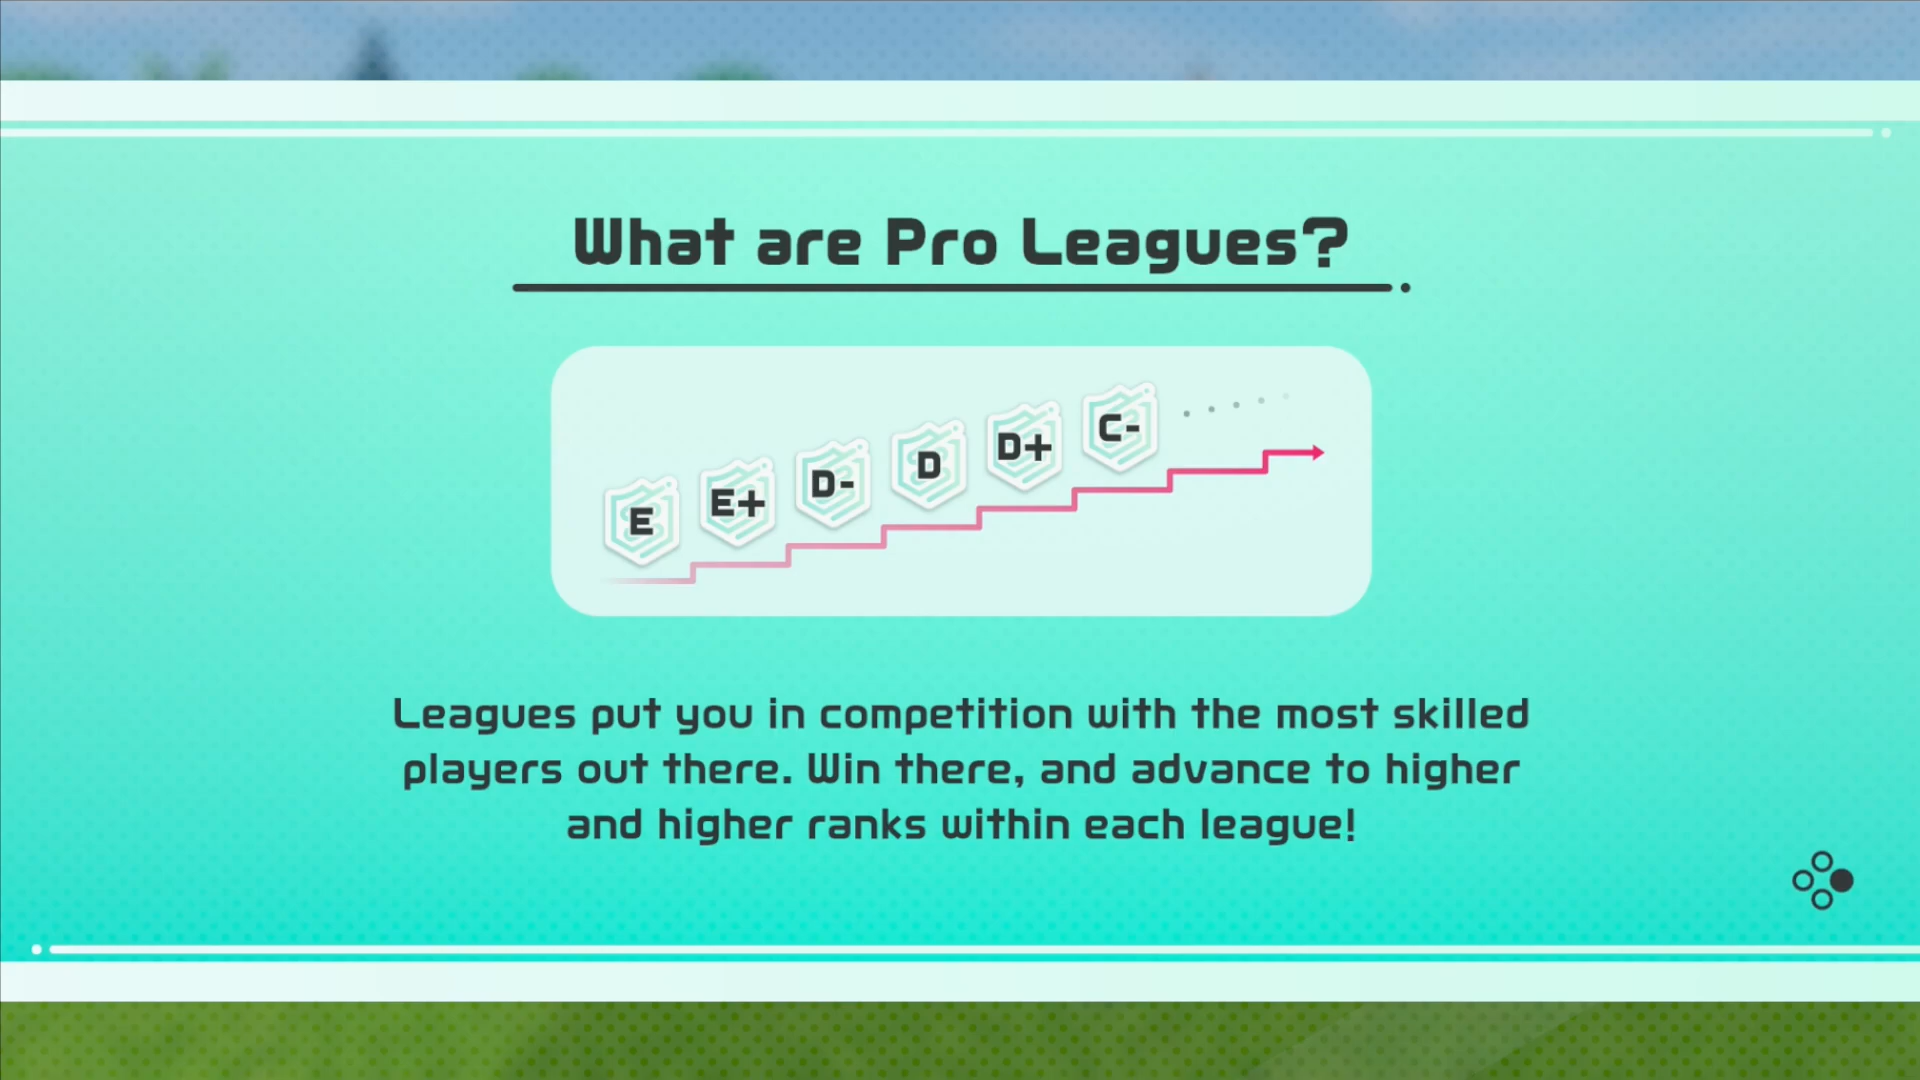 What are Pro Leagues?
E
E+
D-
D
D+
C-
Leagues put you in competition with the most skilled
players out there. Win there, and advance to higher
and higher ranks within each league!